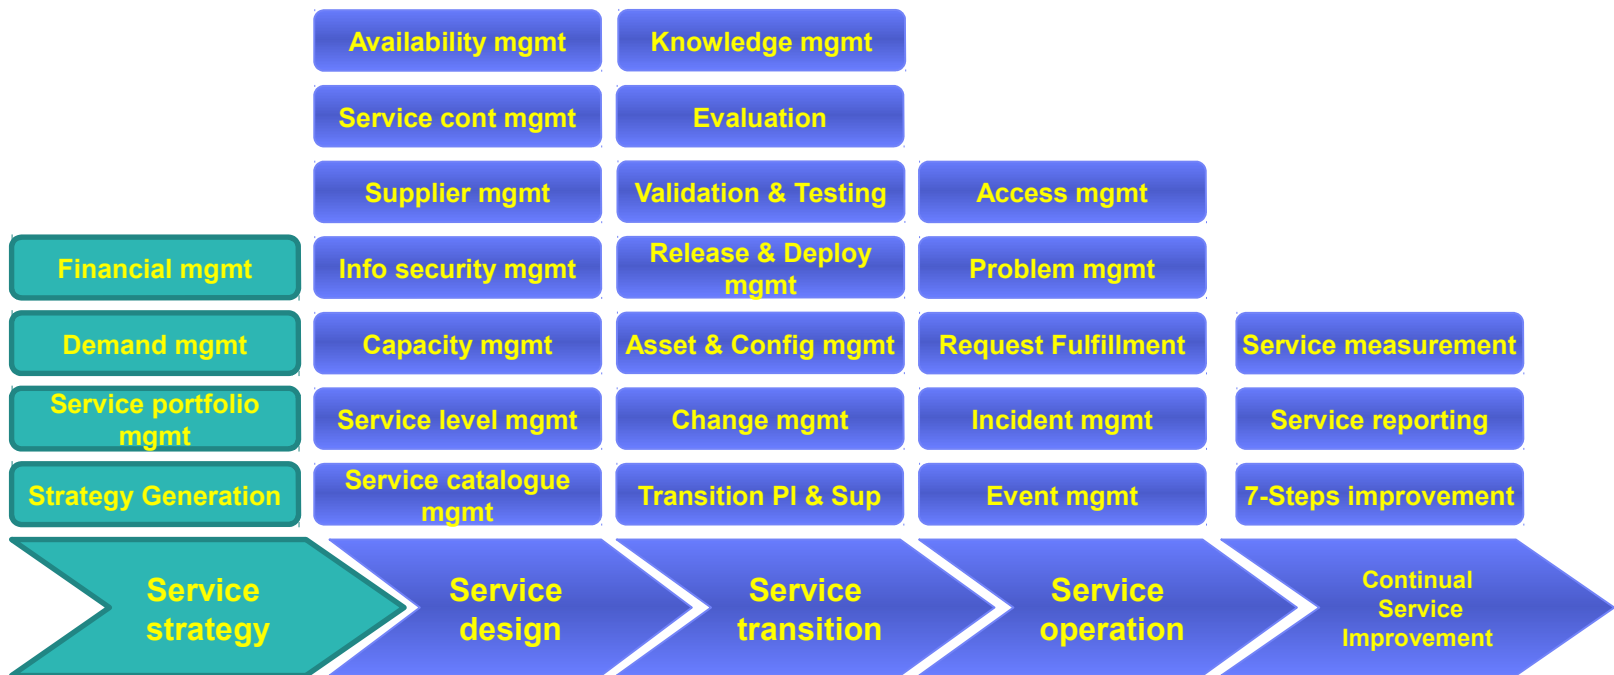 Availability mgmt
Knowledge mgmt
Service cont mgmt
Evaluation
Supplier mgmt
Validation & Testing
Access mgmt
Financial mgmt
Info security mgmt
Release & Deploy
mgmt
Problem mgmt
Demand mgmt
Capacity mgmt
Asset & Config mgmt
Request Fulfillment
Service measurement
Service portfolio
mgmt
Service level mgmt
Change mgmt
Incident mgmt
Service reporting
Strategy Generation
Service catalogue
mgmt
Transition Pl & Sup
Event mgmt
7-Steps improvement
Service
strategy
Service
design
Service
transition
Service
operation
Continual
Service
Improvement